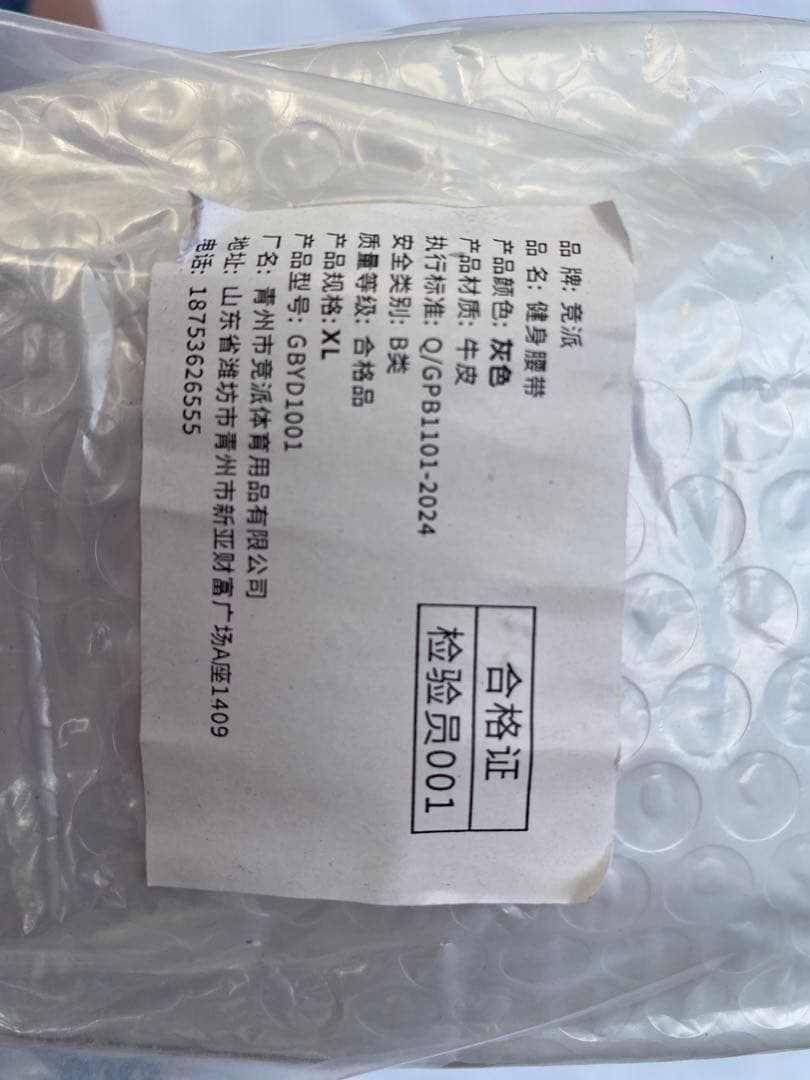 品 牌: 竞派
品 名: 健身腰带
产品颜色: 灰色
产品材质: 牛皮
执行标准: Q/GPB1101-2024
安全类别: B类
质量等级: 合格品
产品规格: XL
产品型号: GBYD1001
厂名: 青州市竞派体育用品有限公司
地址: 山东省潍坊市青州市新亚财富广场A座1409
电话: 18753626555
合格证
检验员001